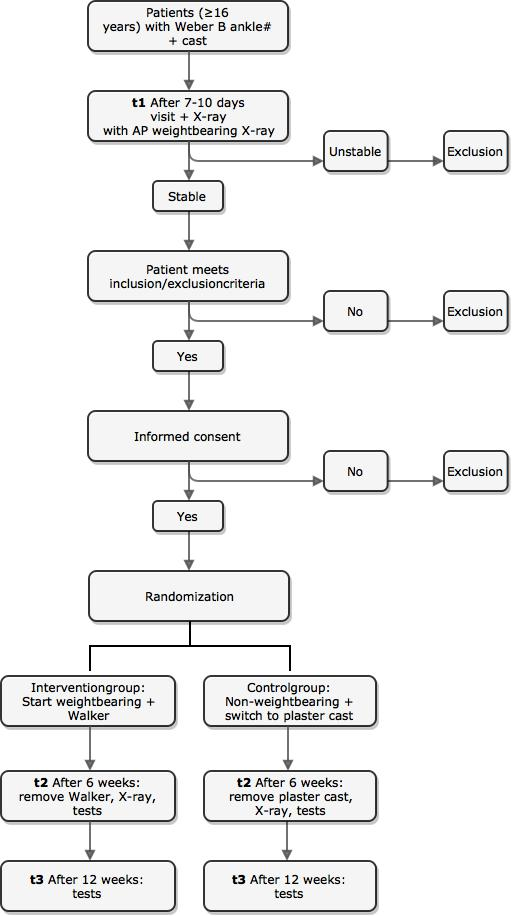 Patients (≥16
years) with Weber B ankle#
+ cast
t1 After 7-10 days
visit + X-ray
with AP weightbearing X-ray
Unstable
Exclusion
Stable
Patient meets
inclusion/exclusioncriteria
No
Exclusion
Yes
Informed consent
No
Exclusion
Yes
Randomization
Interventiongroup:
Start weightbearing +
Walker
Controlgroup:
Non-weightbearing +
switch to plaster cast
t2 After 6 weeks:
remove Walker, X-ray,
tests
t2 After 6 weeks:
remove plaster cast,
X-ray, tests
t3 After 12 weeks:
tests
t3 After 12 weeks:
tests